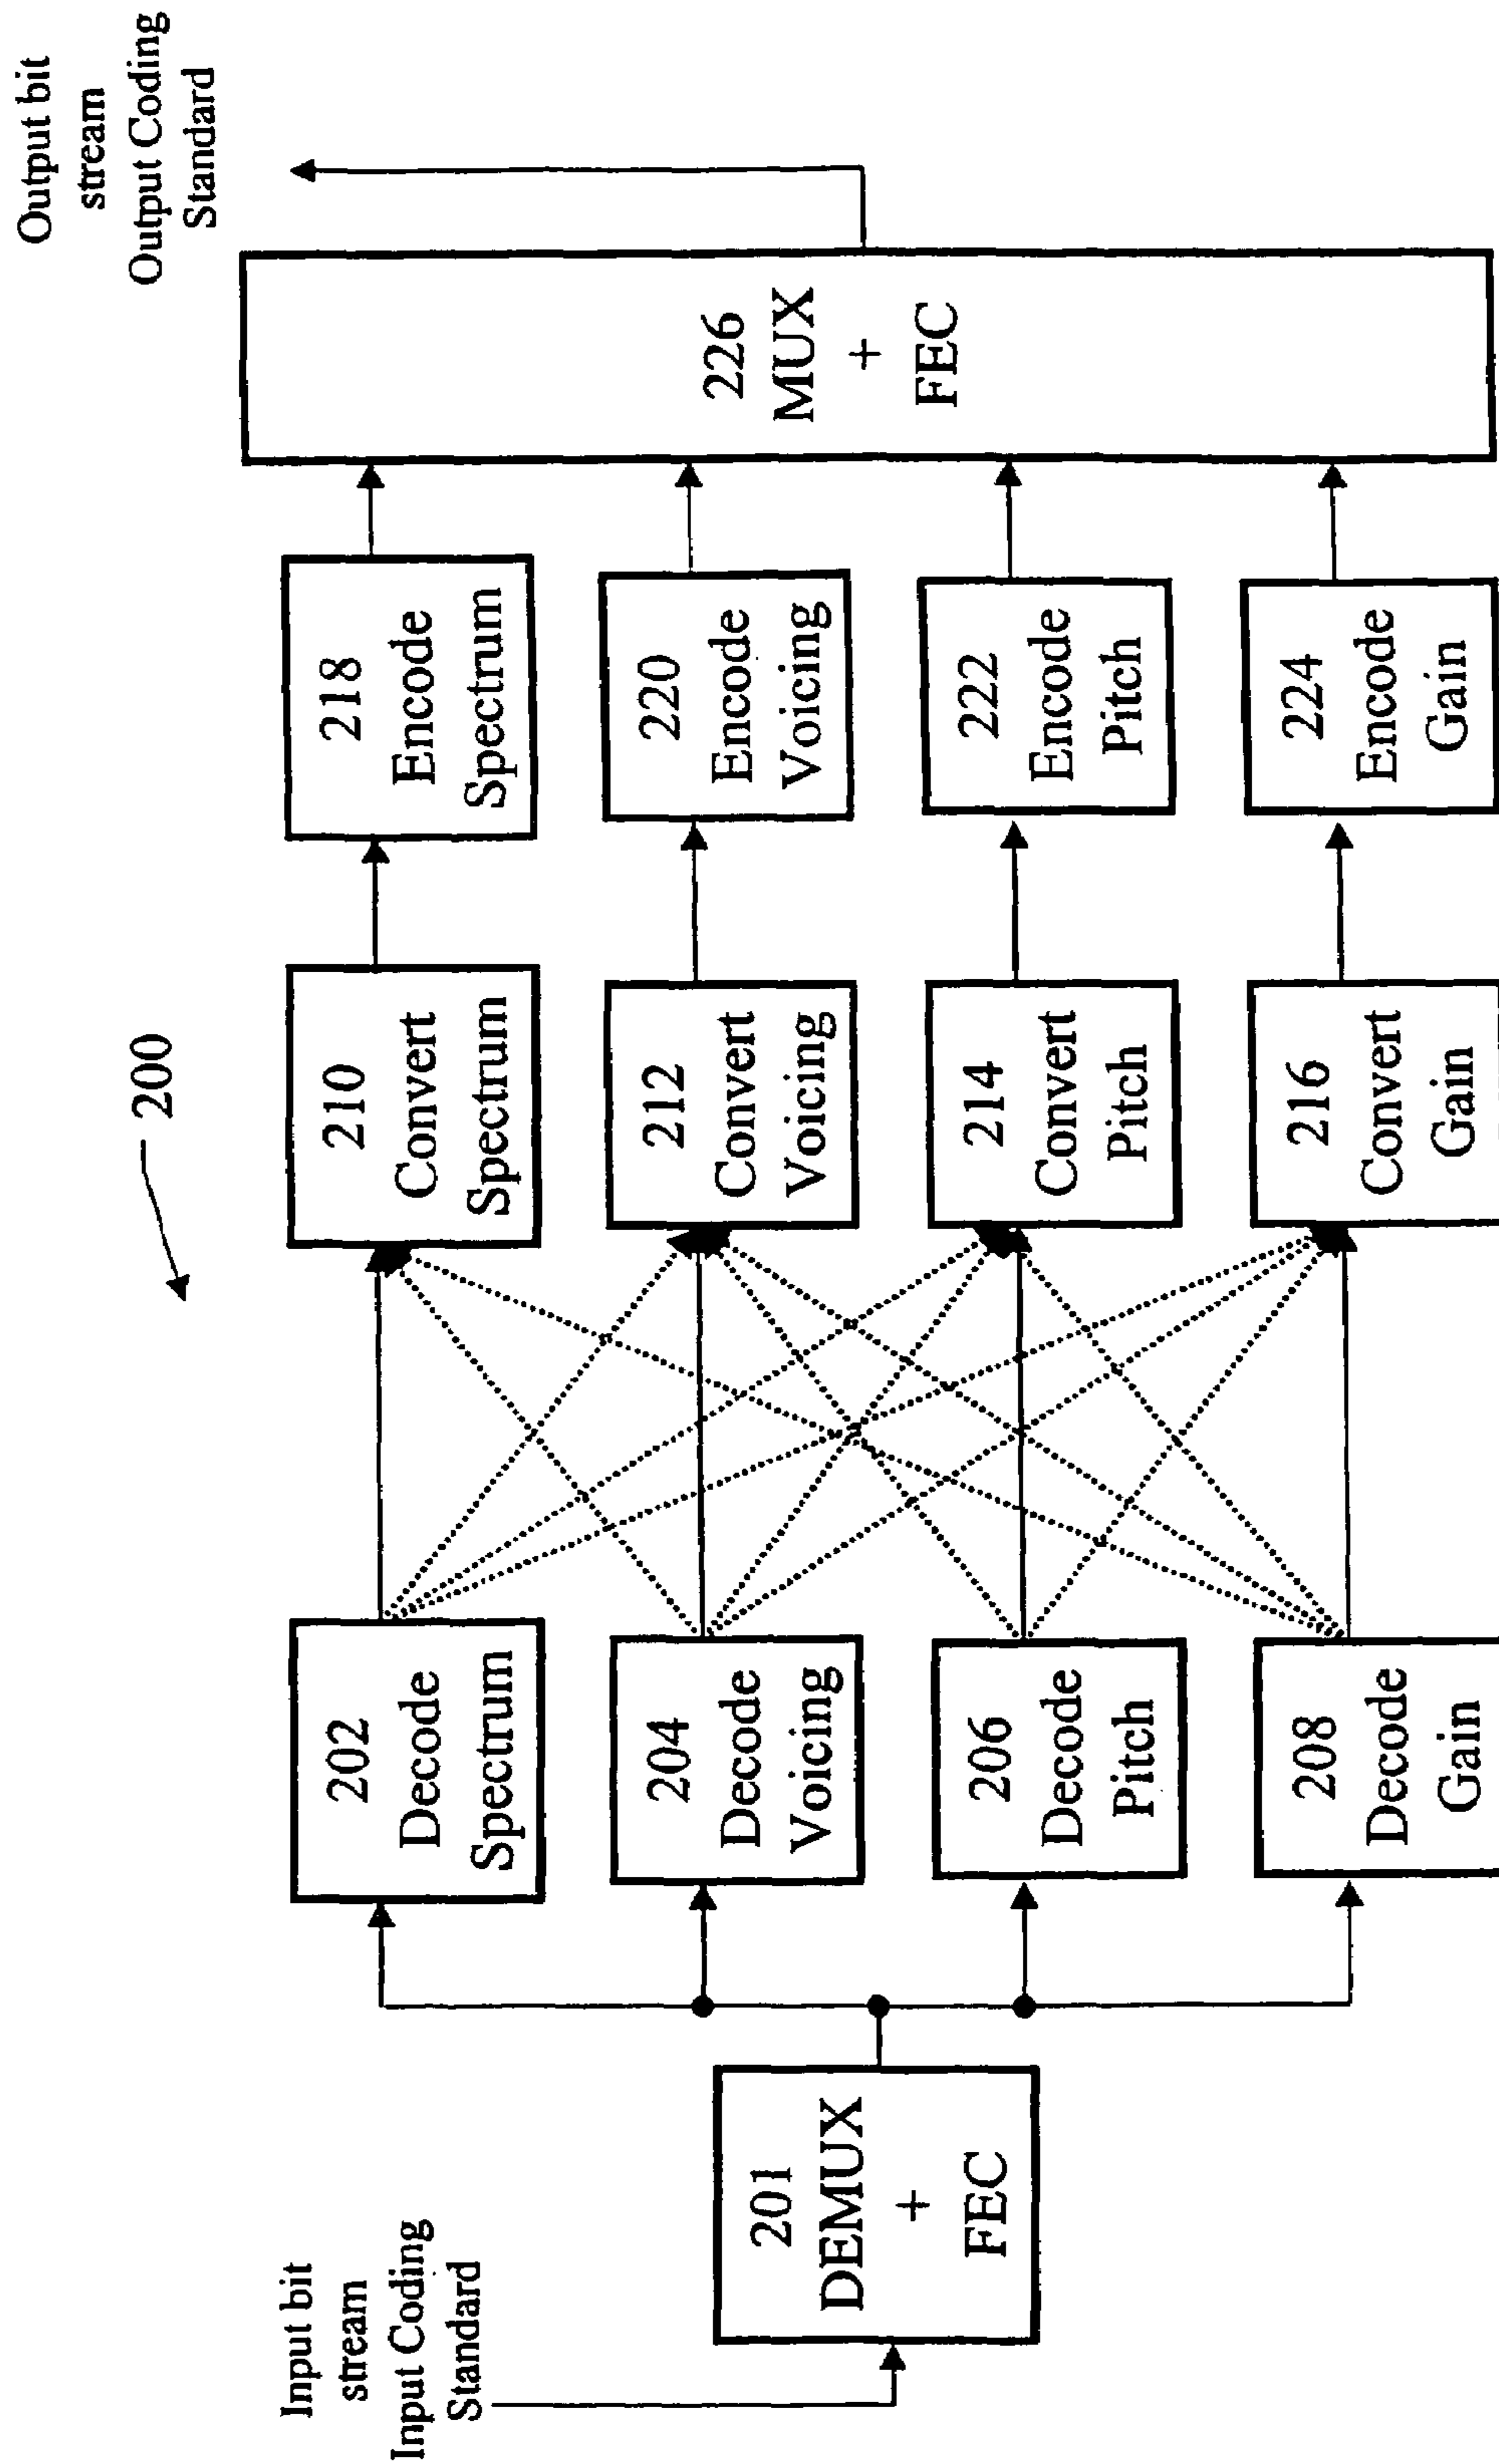 200
Input bit
stream
Input Coding
Standard
201
DEMUX
+
FEC
202
Decode
Spectrum
204
Decode
Voicing
206
Decode
Pitch
208
Decode
Gain
210
Convert
Spectrum
212
Convert
Voicing
214
Convert
Pitch
216
Convert
Gain
218
Encode
Spectrum
220
Encode
Voicing
222
Encode
Pitch
224
Encode
Gain
226
MUX
+
FEC
Output bit
stream
Output Coding
Standard